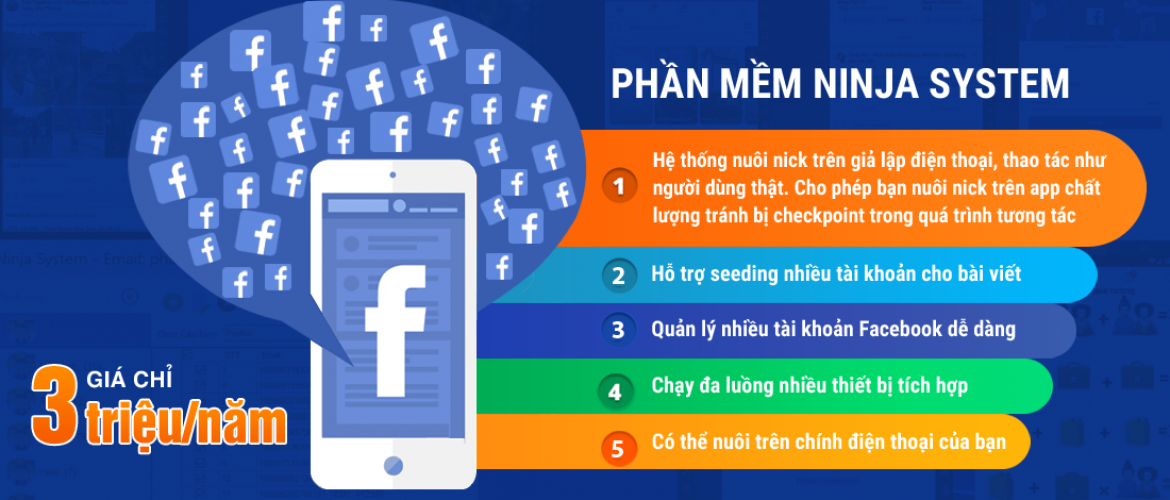 PHẦN MỀM NINJA SYSTEM
1
Hệ thống nuôi nick trên giả lập điện thoại, thao tác như
người dùng thật. Cho phép bạn nuôi nick trên app chất
lượng tránh bị checkpoint trong quá trình tương tác
2 Hỗ trợ seeding nhiều tài khoản cho bài viết
3 Quản lý nhiều tài khoản Facebook dễ dàng
4 Chạy đa luồng nhiều thiết bị tích hợp
5 Có thể nuôi trên chính điện thoại của bạn
GIÁ CHỈ
3 triệu/năm
Ninja System - Email: